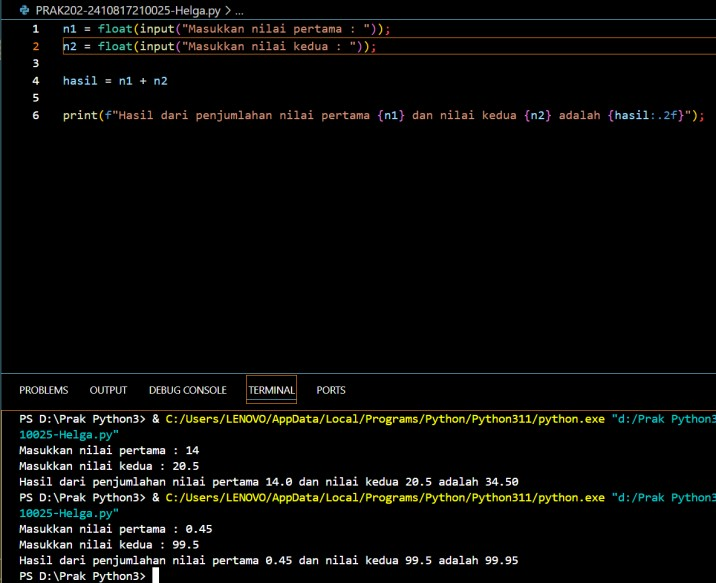 PRAK202-2410817210025-Helga.py > ...
1 n1 = float(input("Masukkan nilai pertama : "));
2 n2 = float(input("Masukkan nilai kedua : "));
3
4 hasil = n1 + n2
5
6 print(f"Hasil dari penjumlahan nilai pertama {n1} dan nilai kedua {n2} adalah {hasil:.2f}");
PROBLEMS OUTPUT DEBUG CONSOLE TERMINAL PORTS
PS D:\Prak Python3> & C:/Users/LENOVO/AppData/Local/Programs/Python/Python311/python.exe "d:/Prak Python3
10025-Helga.py"
Masukkan nilai pertama : 14
Masukkan nilai kedua : 20.5
Hasil dari penjumlahan nilai pertama 14.0 dan nilai kedua 20.5 adalah 34.50
PS D:\Prak Python3> & C:/Users/LENOVO/AppData/Local/Programs/Python/Python311/python.exe "d:/Prak Python3
10025-Helga.py"
Masukkan nilai pertama : 0.45
Masukkan nilai kedua : 99.5
Hasil dari penjumlahan nilai pertama 0.45 dan nilai kedua 99.5 adalah 99.95
PS D:\Prak Python3>